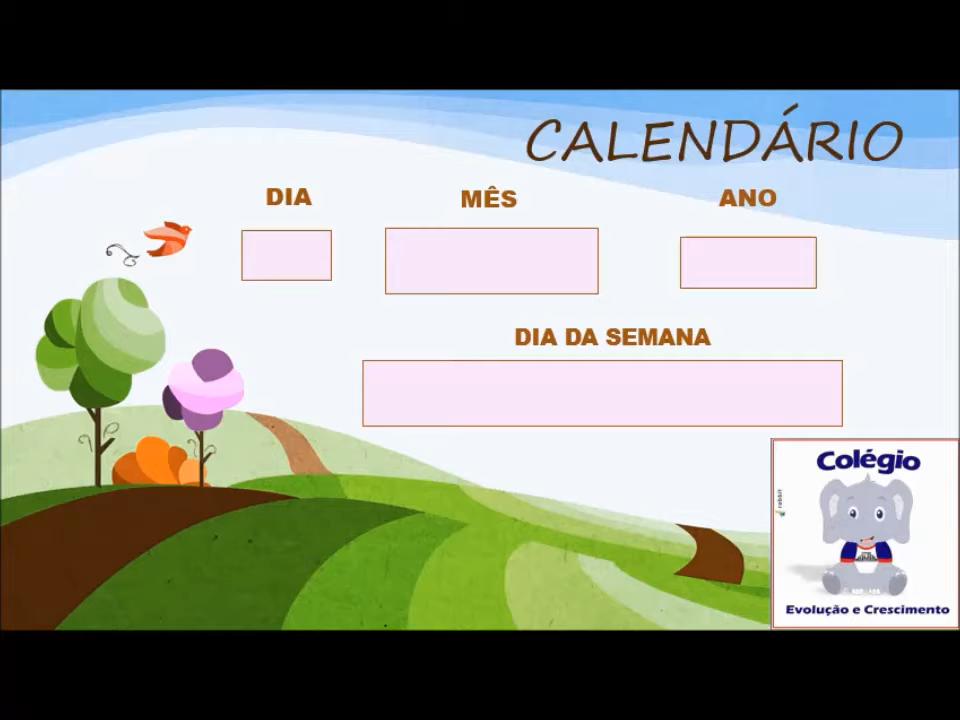 CALENDÁRIO
DIA
MÊS
ANO
DIA DA SEMANA
Colégio
Evolução e Crescimento